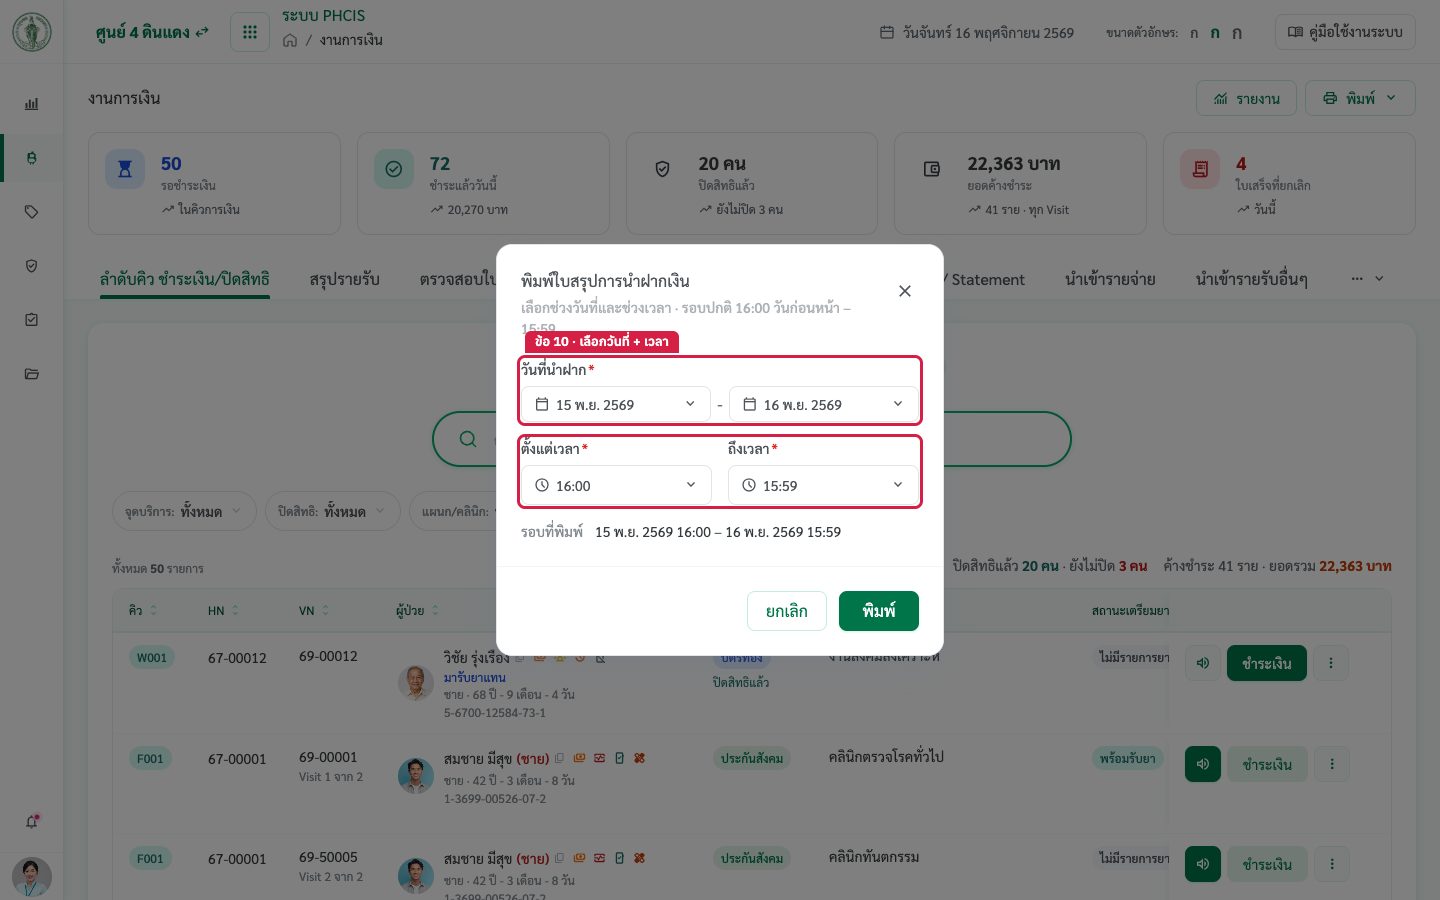 ศูนย์ 4 ดินแดง
ระบบ PHCIS
/ งานการเงิน
วันจันทร์ 16 พฤศจิกายน 2569
ขนาดตัวอักษร: ก ก ก
คู่มือใช้งานระบบ
งานการเงิน
รายงาน
พิมพ์
50
รอชำระเงิน
ในคิวการเงิน
72
ชำระแล้ววันนี้
20,270 บาท
20 คน
ปิดสิทธิแล้ว
ยังไม่ปิด 3 คน
22,363 บาท
ยอดค้างชำระ
41 ราย · ทุก Visit
4
ใบเสร็จที่ยกเลิก
วันนี้
ลำดับคิว ชำระเงิน/ปิดสิทธิ
สรุปรายรับ
ตรวจสอบใบ
/ Statement
นำเข้ารายจ่าย
นำเข้ารายรับอื่นๆ
พิมพ์ใบสรุปการนำฝากเงิน
เลือกช่วงวันที่และช่วงเวลา · รอบปกติ 16:00 วันก่อนหน้า –
15:59
ข้อ 10 · เลือกวันที่ + เวลา
วันที่นำฝาก*
15 พ.ย. 2569 - 16 พ.ย. 2569
ตั้งแต่เวลา*
ถึงเวลา*
16:00
15:59
รอบที่พิมพ์ 15 พ.ย. 2569 16:00 – 16 พ.ย. 2569 15:59
ยกเลิก
พิมพ์
จุดบริการ: ทั้งหมด
ปิดสิทธิ: ทั้งหมด
แผนก/คลินิก:
ทั้งหมด 50 รายการ
ปิดสิทธิแล้ว 20 คน · ยังไม่ปิด 3 คน
ค้างชำระ 41 ราย · ยอดรวม 22,363 บาท
คิว
HN
VN
ผู้ป่วย
สถานะเตรียมยา
W001
67-00012
69-00012
วิชัย รุ่งเรือง
มารับยาแทน
ชาย · 68 ปี - 9 เดือน - 4 วัน
5-6700-12584-73-1
บัตรทอง
ปิดสิทธิแล้ว
งานสังคมสงเคราะห์
ไม่มีรายการยา
ชำระเงิน
F001
67-00001
69-00001
Visit 1 จาก 2
สมชาย มีสุข (ชาย)
ชาย · 42 ปี - 3 เดือน - 8 วัน
1-3699-00526-07-2
ประกันสังคม
คลินิกตรวจโรคทั่วไป
พร้อมรับยา
ชำระเงิน
F001
67-00001
69-50005
Visit 2 จาก 2
สมชาย มีสุข (ชาย)
ชาย · 42 ปี - 3 เดือน - 8 วัน
1-3699-00526-07-2
ประกันสังคม
คลินิกทันตกรรม
ไม่มีรายการยา
ชำระเงิน